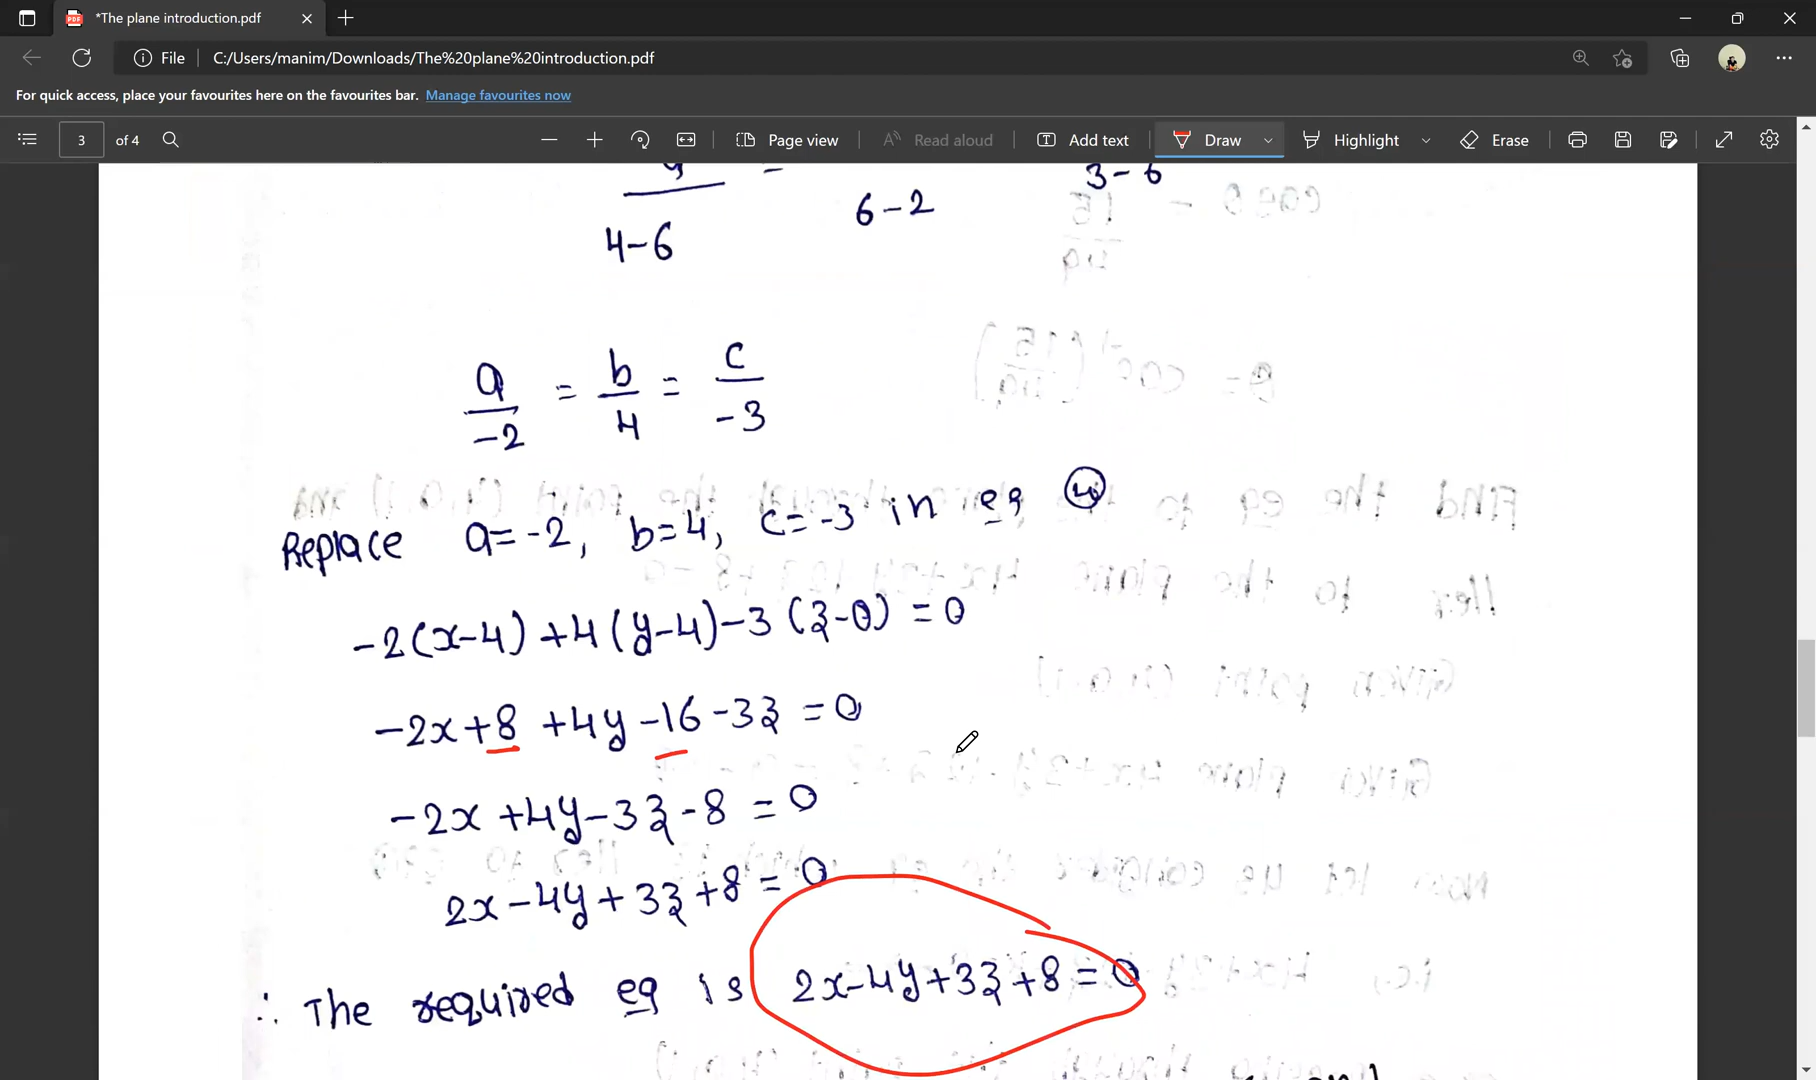 *The plane introduction.pdf
File C:/Users/manim/Downloads/The%20plane%20introduction.pdf
For quick access, place your favourites here on the favourites bar. Manage favourites now
3 of 4 Page view Read aloud Add text Draw Highlight Erase
4-6 6-2 3-6
a/-2 = b/4 = c/-3
Replace a=-2, b=4, c=-3 in eq 4
-2(x-4)+4(y-4)-3(z-0)=0
-2x+8+4y-16-3z=0
-2x+4y-3z-8=0
2x-4y+3z+8=0
∴ The required eq is 2x-4y+3z+8=0